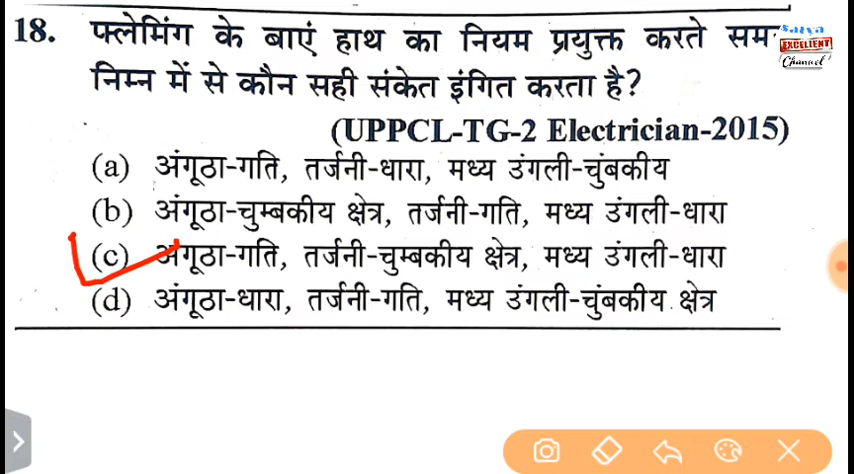 18. फ्लेमिंग के बाएं हाथ का नियम प्रयुक्त करते सम
Satya
EXCELLENT
Channel
निम्न में से कौन सही संकेत इंगित करता है?
(UPPCL-TG-2 Electrician-2015)
(a) अंगूठा-गति, तर्जनी-धारा, मध्य उंगली-चुंबकीय
(b) अंगूठा-चुम्बकीय क्षेत्र, तर्जनी-गति, मध्य उंगली-धारा
(c) अंगूठा-गति, तर्जनी-चुम्बकीय क्षेत्र, मध्य उंगली-धारा
(d) अंगूठा-धारा, तर्जनी-गति, मध्य उंगली-चुंबकीय क्षेत्र